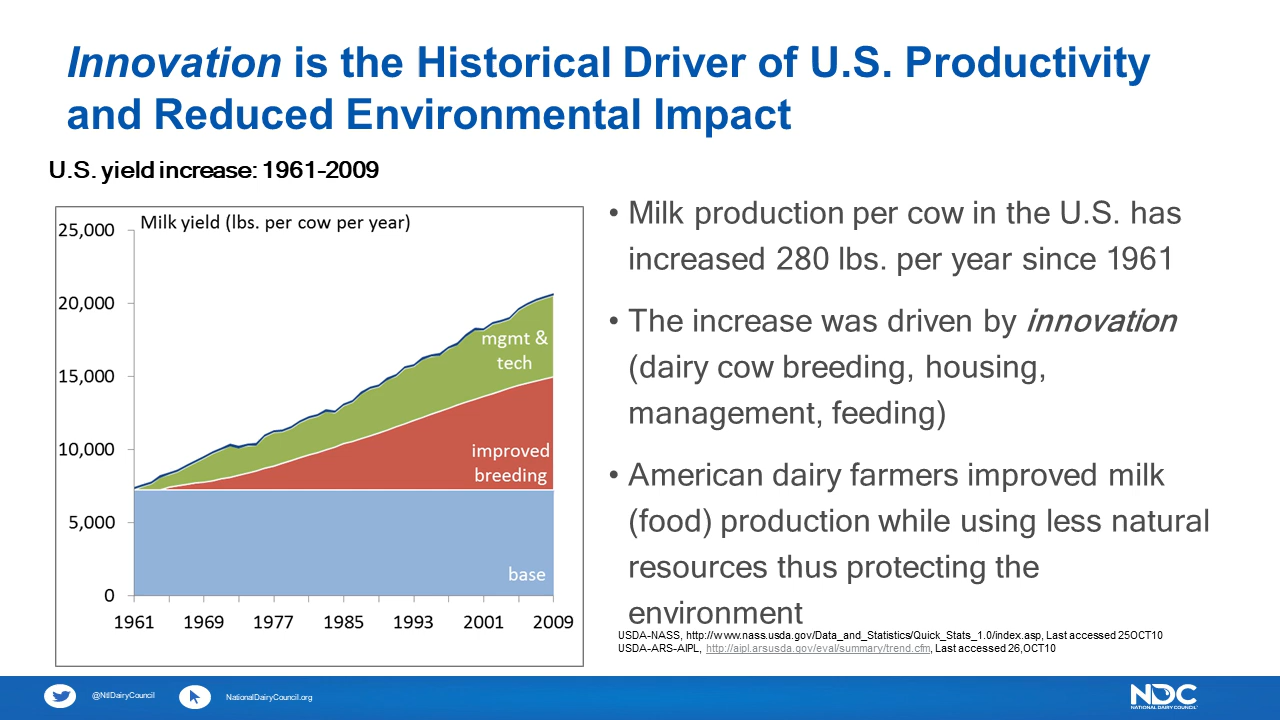 Innovation is the Historical Driver of U.S. Productivity
and Reduced Environmental Impact
U.S. yield increase: 1961-2009
Milk yield (lbs. per cow per year)
25,000
20,000
15,000
10,000
5,000
0
mgmt &
tech
improved
breeding
base
1961 1969 1977 1985 1993 2001 2009
• Milk production per cow in the U.S. has
increased 280 lbs. per year since 1961
• The increase was driven by innovation
(dairy cow breeding, housing,
management, feeding)
• American dairy farmers improved milk
(food) production while using less natural
resources thus protecting the
environment
USDA-NASS, http://www.nass.usda.gov/Data_and_Statistics/Quick_Stats_1.0/index.asp, Last accessed 25OCT10
USDA-ARS-AIPL, http://aipl.arsusda.gov/eval/summary/trend.cfm, Last accessed 26,OCT10
@NtlDairyCouncil
NationalDairyCouncil.org
NDC
NATIONAL DAIRY COUNCIL